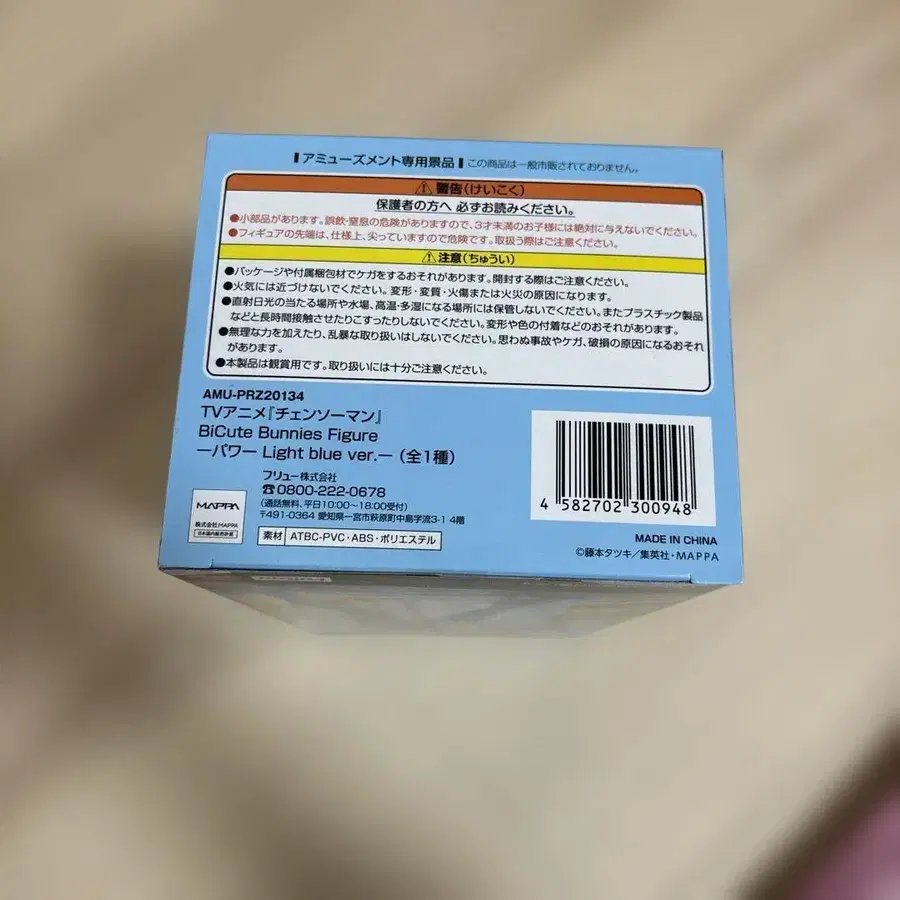 アミューズメント専用景品 この商品は一般市販されておりません。
警告(けいこく)
保護者の方へ 必ずお読みください。
●小部品があります。誤飲・窒息の危険がありますので、3才未満のお子様には絶対に与えないでください。
●フィギュアの先端は、仕様上、尖っていますので危険です。取扱う際はご注意ください。
注意(ちゅうい)
●パッケージや付属梱包材でケガをするおそれがあります。開封する際はご注意ください。
●火気には近づけないでください。変形・変質・火傷または火災の原因になります。
●直射日光の当たる場所や水場、高温・多湿になる場所には保管しないでください。またプラスチック製品
などと長時間接触させたりこすったりしないでください。変形や色の付着などのおそれがあります。
●無理な力を加えたり、乱暴な取り扱いはしないでください。思わぬ事故やケガ、破損の原因になるおそれ
があります。
●本製品は観賞用です。取り扱いには十分ご注意ください。
AMU-PRZ20134
TVアニメ『チェンソーマン』
BiCute Bunnies Figure
ーパワー Light blue ver.ー (全1種)
フリュー株式会社
☎0800-222-0678
(通話無料、平日10:00~18:00受付)
〒491-0364 愛知県一宮市萩原町中島字流3-1 4階
MAPPA
株式会社MAPPA
日本国内販売許諾
素材 ATBC-PVC・ABS・ポリエステル
4 582702 300948
MADE IN CHINA
©藤本タツキ/集英社・MAPPA